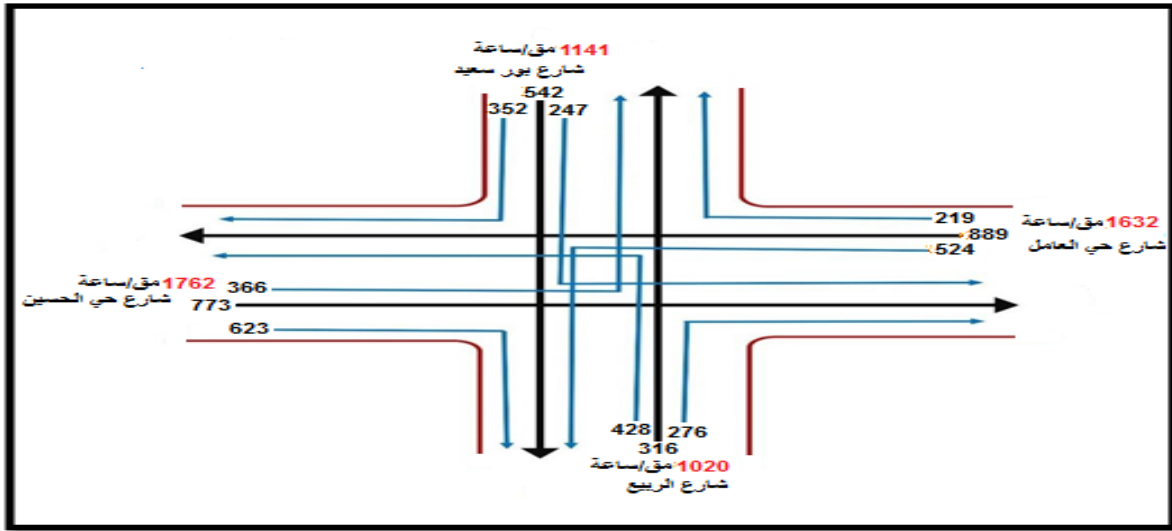 1141 مق/ساعة
شارع بور سعيد
542
352 247
219
889
524
1632 مق/ساعة
شارع حي العامل
1762 مق/ساعة
شارع حي الحسين
366
773
623
428 276
316
1020 مق/ساعة
شارع الربيع